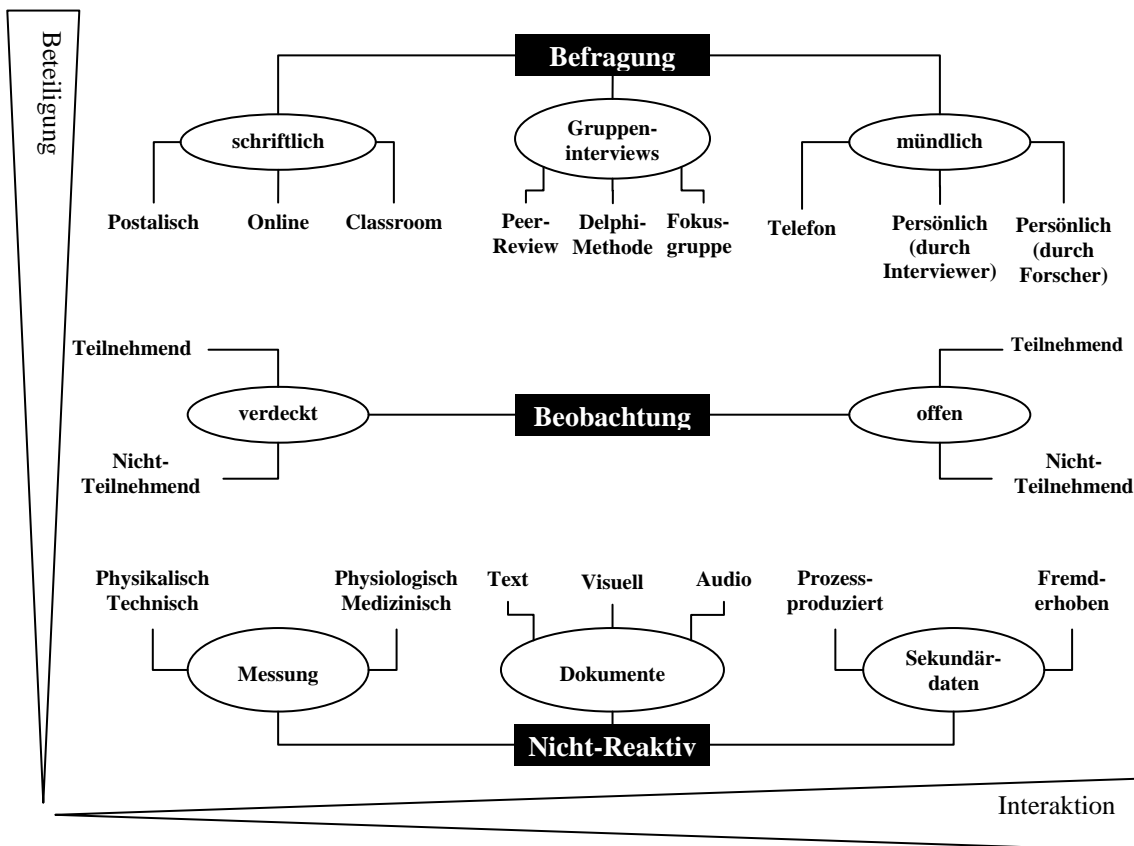 Beteiligung
Befragung
schriftlich
Gruppen-
interviews
mündlich
Postalisch
Online
Classroom
Peer-
Review
Delphi-
Methode
Fokus-
gruppe
Telefon
Persönlich
(durch
Interviewer)
Persönlich
(durch
Forscher)
Teilnehmend
Teilnehmend
verdeckt
Beobachtung
offen
Nicht-
Teilnehmend
Nicht-
Teilnehmend
Physikalisch
Technisch
Physiologisch
Medizinisch
Text
Visuell
Audio
Prozess-
produziert
Fremd-
erhoben
Messung
Dokumente
Sekundär-
daten
Nicht-Reaktiv
Interaktion